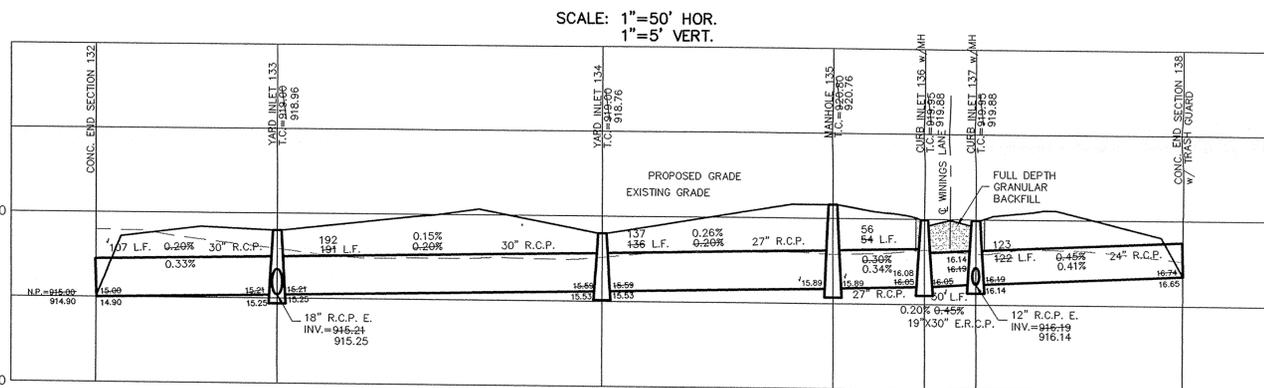 SCALE: 1"=50' HOR.
1"=5' VERT.
CONC. END SECTION 132
YARD INLET 133
T.C.=919.00
918.96
YARD INLET 134
T.C.=919.00
918.76
MANHOLE 135
T.C.=920.80
920.76
CURB INLET 136 w/MH
T.C.=919.95
919.88
℄ WININGS LANE
CURB INLET 137 w/MH
T.C.=919.95
919.88
CONC. END SECTION 138
w/ TRASH GUARD
PROPOSED GRADE
EXISTING GRADE
FULL DEPTH
GRANULAR
BACKFILL
0
107 L.F. 0.20% 30" R.C.P.
0.33%
192
191 L.F.
0.15%
0.20%
30" R.C.P.
137
136 L.F.
0.26%
0.20%
27" R.C.P.
56
54 L.F.
0.30%
0.34%
27" R.C.P.
16.08
16.05
16.14
16.19
16.05
50' L.F.
0.20% 0.45%
19"X30" E.R.C.P.
123
122 L.F.
0.45%
0.41%
24" R.C.P.
16.74
16.65
16.19
16.14
N.P.=915.00
914.90
15.00
14.90
15.21
15.25
15.21
15.25
15.59
15.53
15.59
15.53
15.89
15.89
18" R.C.P. E.
INV.=915.21
915.25
12" R.C.P. E
INV.=916.19
916.14
0